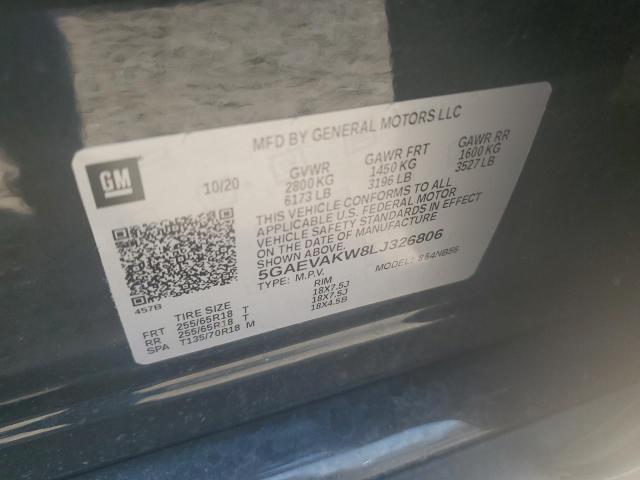 MFD BY GENERAL MOTORS LLC
GM
10/20
GVWR GAWR FRT GAWR RR
2800 KG 1450 KG 1600 KG
6173 LB 3196 LB 3527 LB
THIS VEHICLE CONFORMS TO ALL
APPLICABLE U.S. FEDERAL MOTOR
VEHICLE SAFETY STANDARDS IN EFFECT
ON THE DATE OF MANUFACTURE
SHOWN ABOVE.
5GAEVAKW8LJ326806
TYPE: M.P.V. MODEL:
457B
TIRE SIZE RIM
FRT 255/65R18 T 18X7.5J
RR 255/65R18 T 18X7.5J
SPA T135/70R18 M 18X4.5B